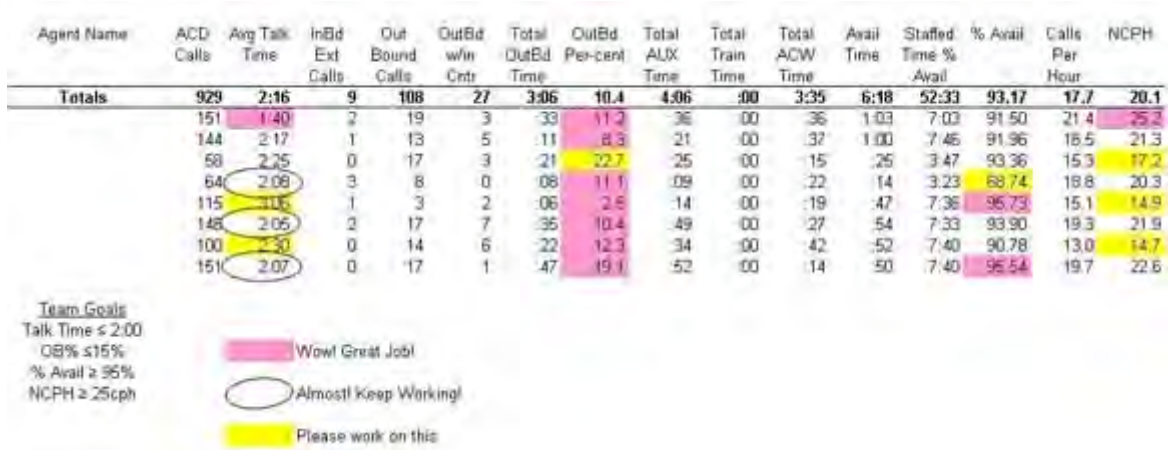 Agent Name ACD Avg Talk InBd Out OutBd Total OutBd Total Total Total Avail Staffed % Avail Calls NCPH
Calls Time Ext Bound w/in OutBd Per-cent AUX Train ACW Time Time % Per
Calls Calls Cntr Time Time Time Time Avail Hour
Totals 929 2:16 9 108 27 3:06 10.4 4:06 :00 3:35 6:18 52:33 93.17 17.7 20.1
151 1:40 2 19 3 :33 11.2 :36 :00 :36 1:03 7:03 91.50 21.4 25.2
144 2:17 1 13 5 :11 8.3 :21 :00 :37 1:00 7:46 91.96 18.5 21.3
58 2:25 0 17 3 :21 22.7 :25 :00 :15 :25 3:47 93.36 15.3 17.2
64 2:08 3 8 0 :08 11.1 :09 :00 :22 :14 3:23 68.74 18.8 20.3
115 3:06 1 3 2 :06 2.6 :14 :00 :19 :47 7:36 95.73 15.1 14.9
148 2:05 2 17 7 :35 10.4 :49 :00 :27 :54 7:33 93.90 19.3 21.9
100 2:30 0 14 6 :22 12.3 :34 :00 :42 :52 7:40 90.78 13.0 14.7
151 2:07 0 17 1 :47 19.1 :52 :00 :14 :50 7:40 95.54 19.7 22.6
Team Goals
Talk Time ≤ 2:00
OB% ≤15% Wow! Great Job!
% Avail ≥ 95%
NCPH ≥ 25cph Almost! Keep Working!
Please work on this